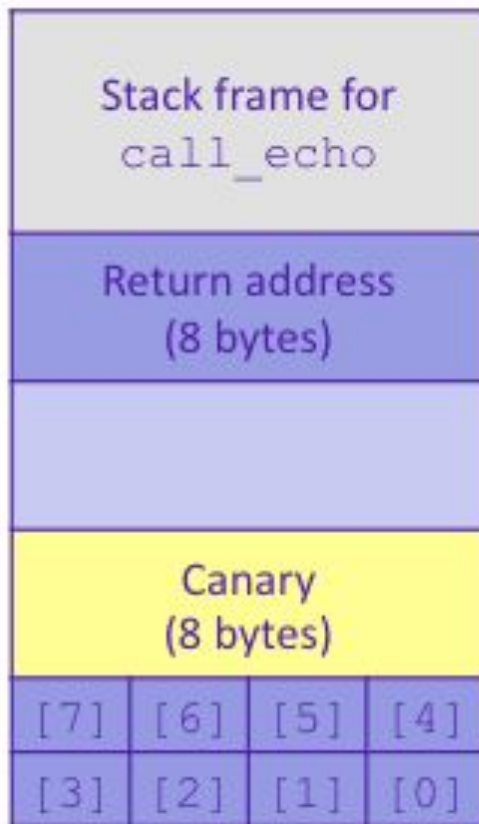 Stack frame for
call_echo
Return address
(8 bytes)
Canary
(8 bytes)
[7] [6] [5] [4]
[3] [2] [1] [0]